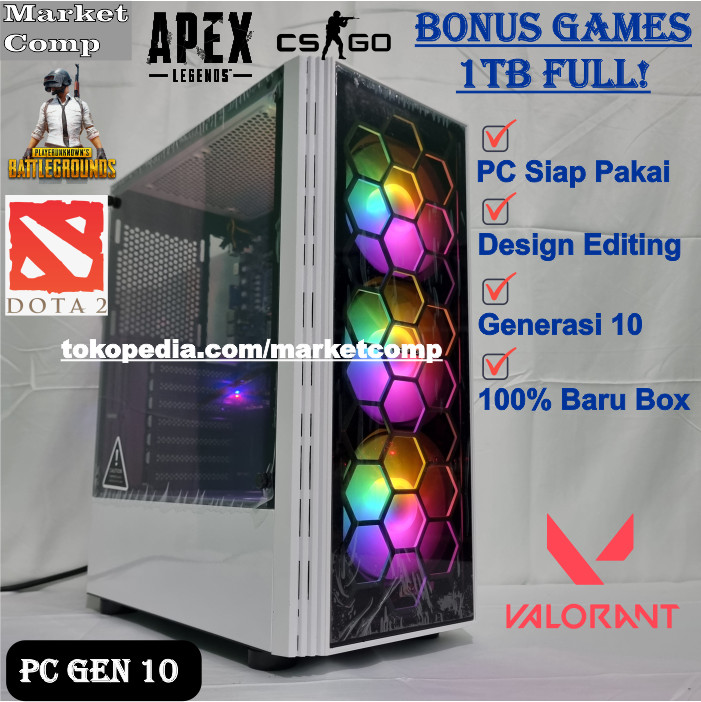 Market
Comp
APEX
LEGENDS
CS GO
BONUS GAMES
1TB FULL!
PLAYERUNKNOWN'S
BATTLEGROUNDS
PC Siap Pakai
DOTA 2
Design Editing
Generasi 10
tokopedia.com/marketcomp
100% Baru Box
VALORANT
PC GEN 10